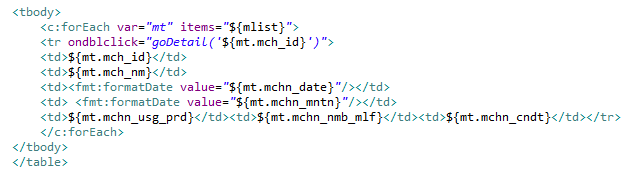 <tbody>
<c:forEach var="mt" items="${mlist}">
<tr ondblclick="goDetail('${mt.mch_id}')">
<td>${mt.mch_id}</td>
<td>${mt.mch_nm}</td>
<td><fmt:formatDate value="${mt.mchn_date}"/></td>
<td> <fmt:formatDate value="${mt.mchn_mntn}"/></td>
<td>${mt.mchn_usg_prd}</td><td>${mt.mchn_nmb_mlf}</td><td>${mt.mchn_cndt}</td></tr>
</c:forEach>
</tbody>
</table>